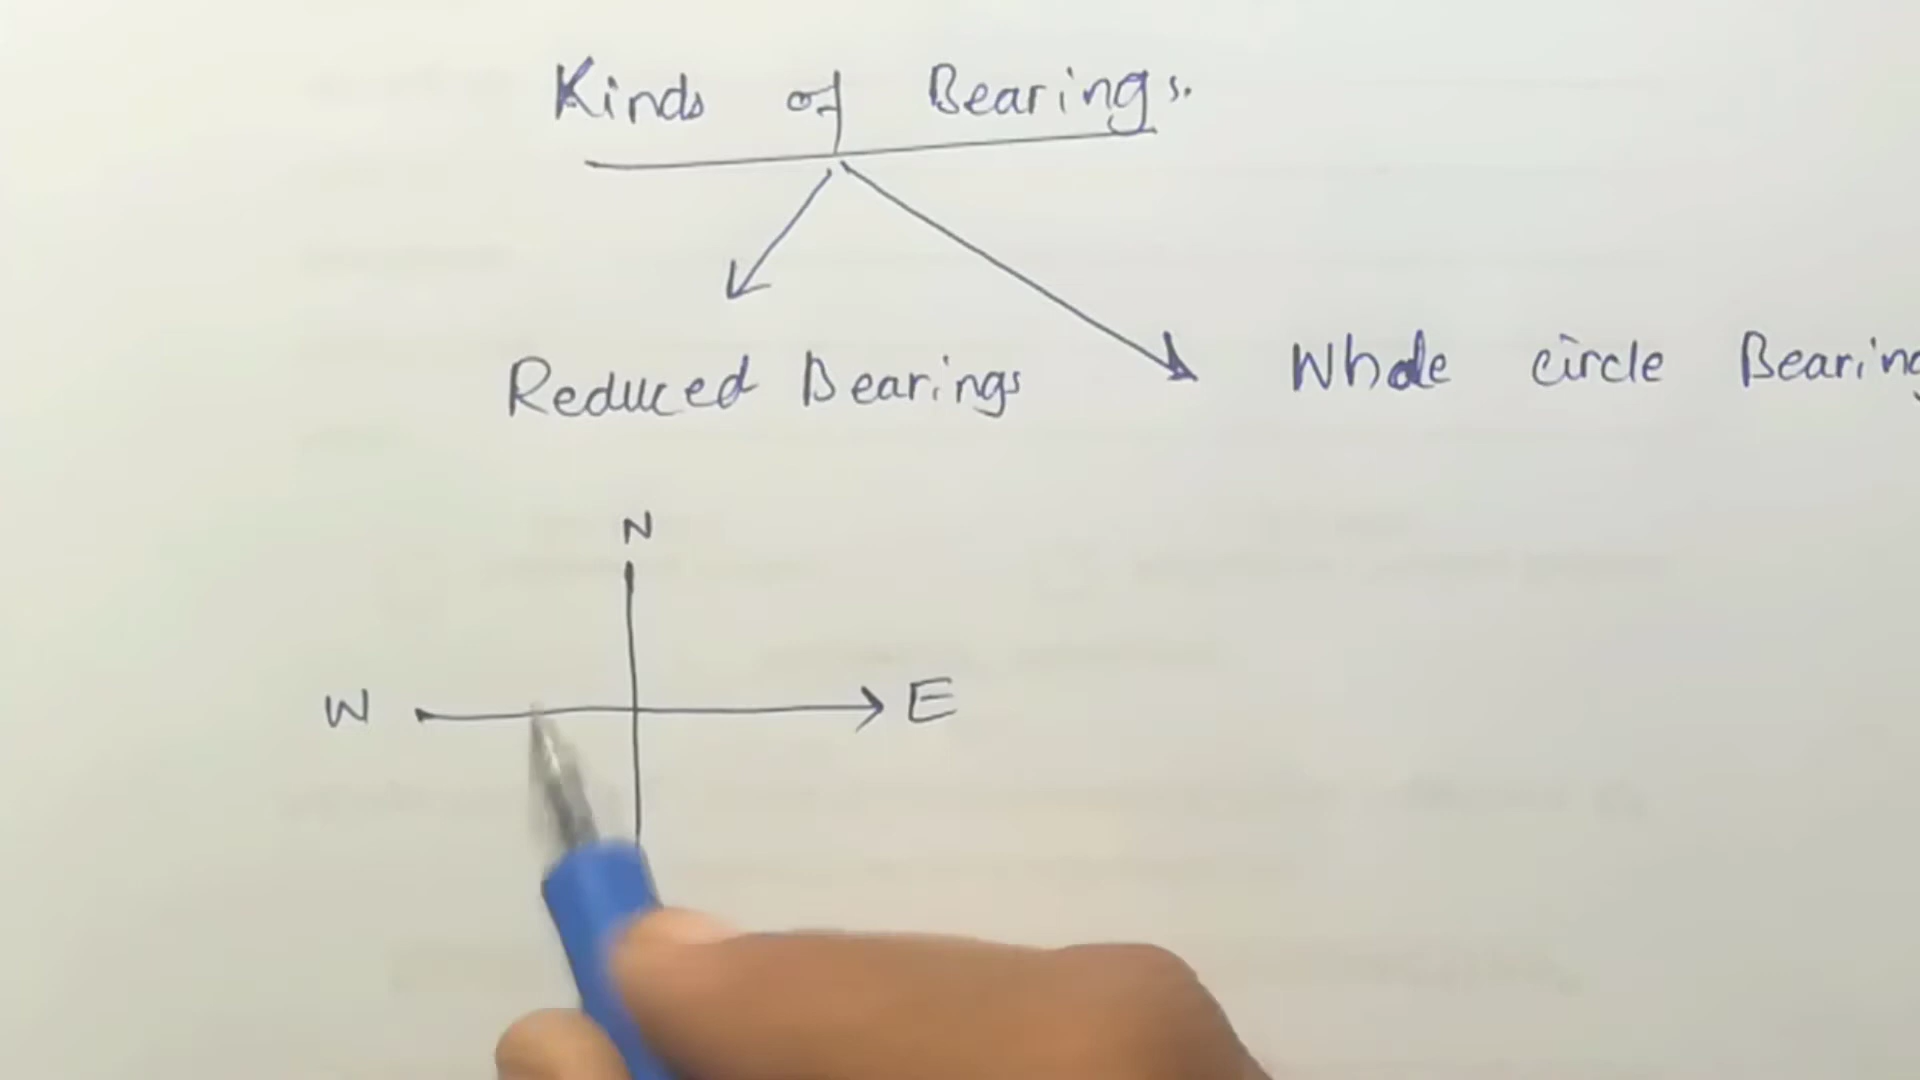 Kinds of Bearings.
Reduced Bearings
Whole circle Bearing
N
W
E